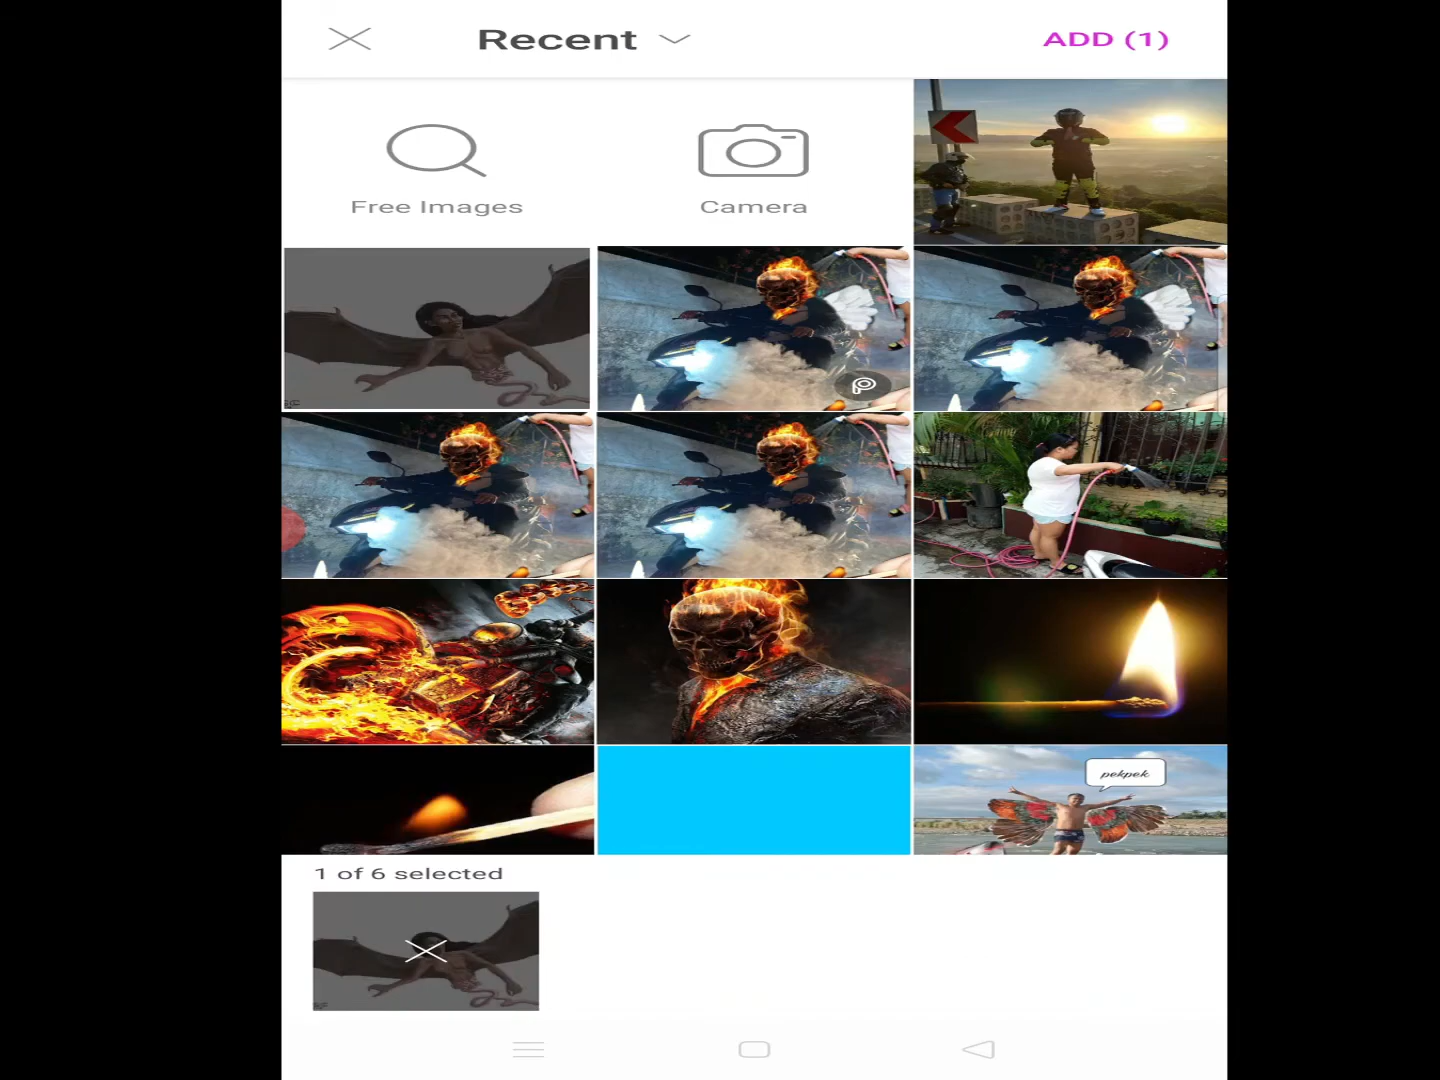 Recent
ADD (1)
Free Images
Camera
pekpek
1 of 6 selected